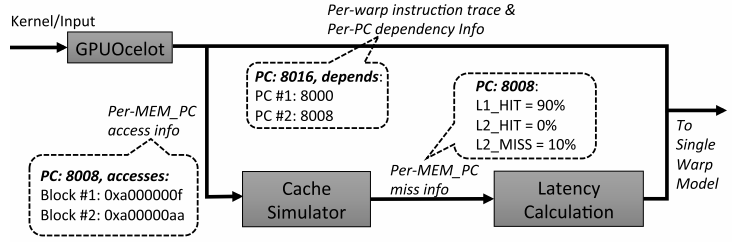 Per-warp instruction trace &
Per-PC dependency Info
Kernel/Input
GPUOcelot
PC: 8016, depends:
PC #1: 8000
PC #2: 8008
PC: 8008:
L1_HIT = 90%
L2_HIT = 0%
L2_MISS = 10%
Per-MEM_PC
access info
To
Single
Warp
Model
PC: 8008, accesses:
Block #1: 0xa000000f
Block #2: 0xa00000aa
Cache
Simulator
Per-MEM_PC
miss info
Latency
Calculation